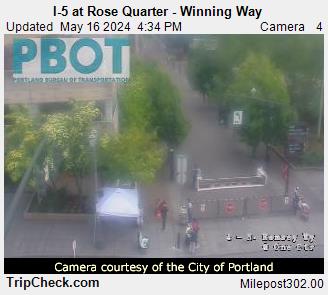 I-5 at Rose Quarter - Winning Way
Updated May 16 2024 4:34 PM Camera 4
PBOT
PORTLAND BUREAU OF TRANSPORTATION
Camera courtesy of the City of Portland
TripCheck.com Milepost302.00